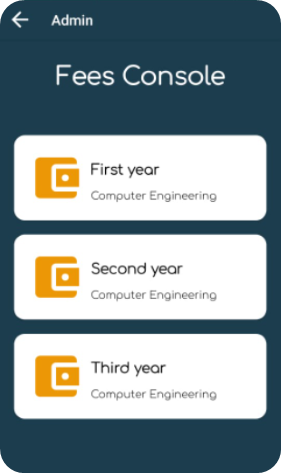 Admin
Fees Console
First year
Computer Engineering
Second year
Computer Engineering
Third year
Computer Engineering